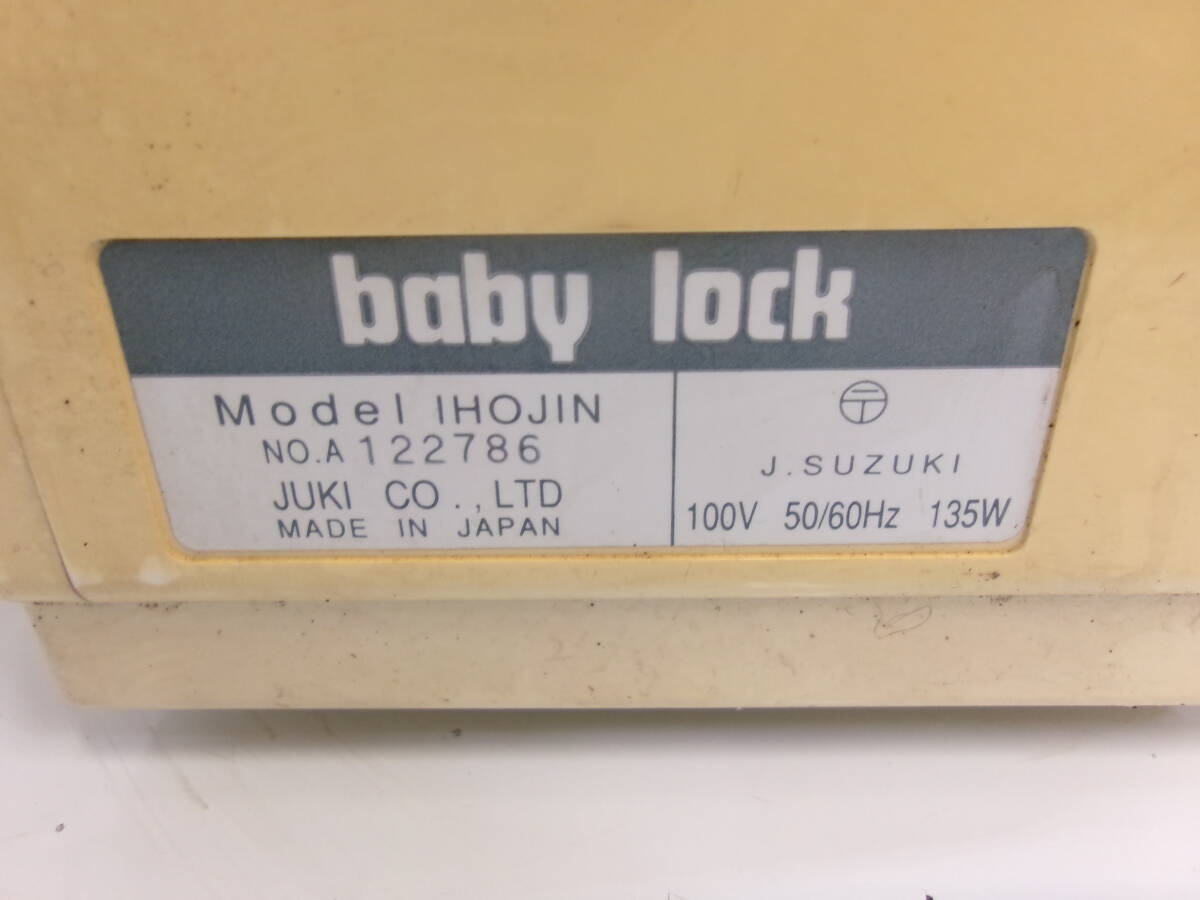 baby lock
Model IHOJIN
NO.A 122786
JUKI CO.,LTD
MADE IN JAPAN
J.SUZUKI
100V 50/60Hz 135W